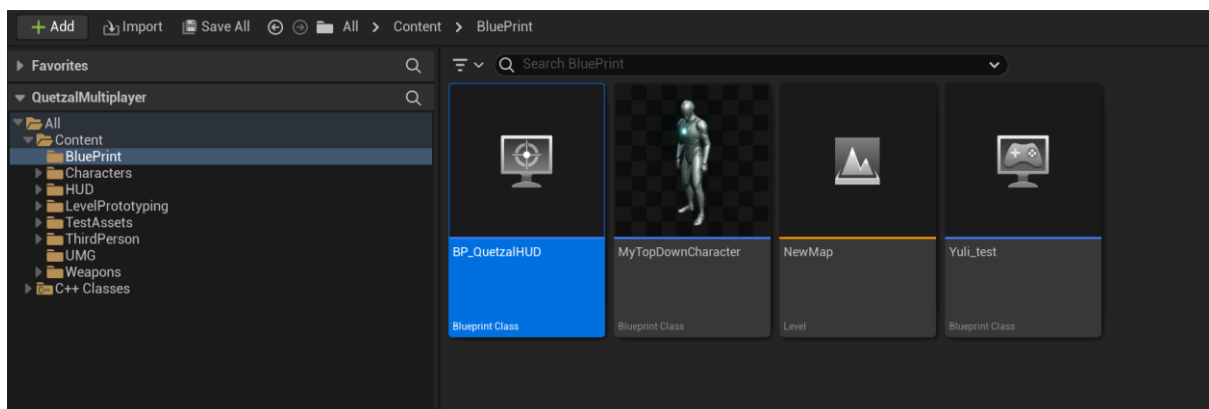 + Add Import Save All All > Content > BluePrint
Favorites
QuetzalMultiplayer
All
Content
BluePrint
Characters
HUD
LevelPrototyping
TestAssets
ThirdPerson
UMG
Weapons
C++ Classes
Search BluePrint
BP_QuetzalHUD
Blueprint Class
MyTopDownCharacter
Blueprint Class
NewMap
Level
Yuli_test
Blueprint Class